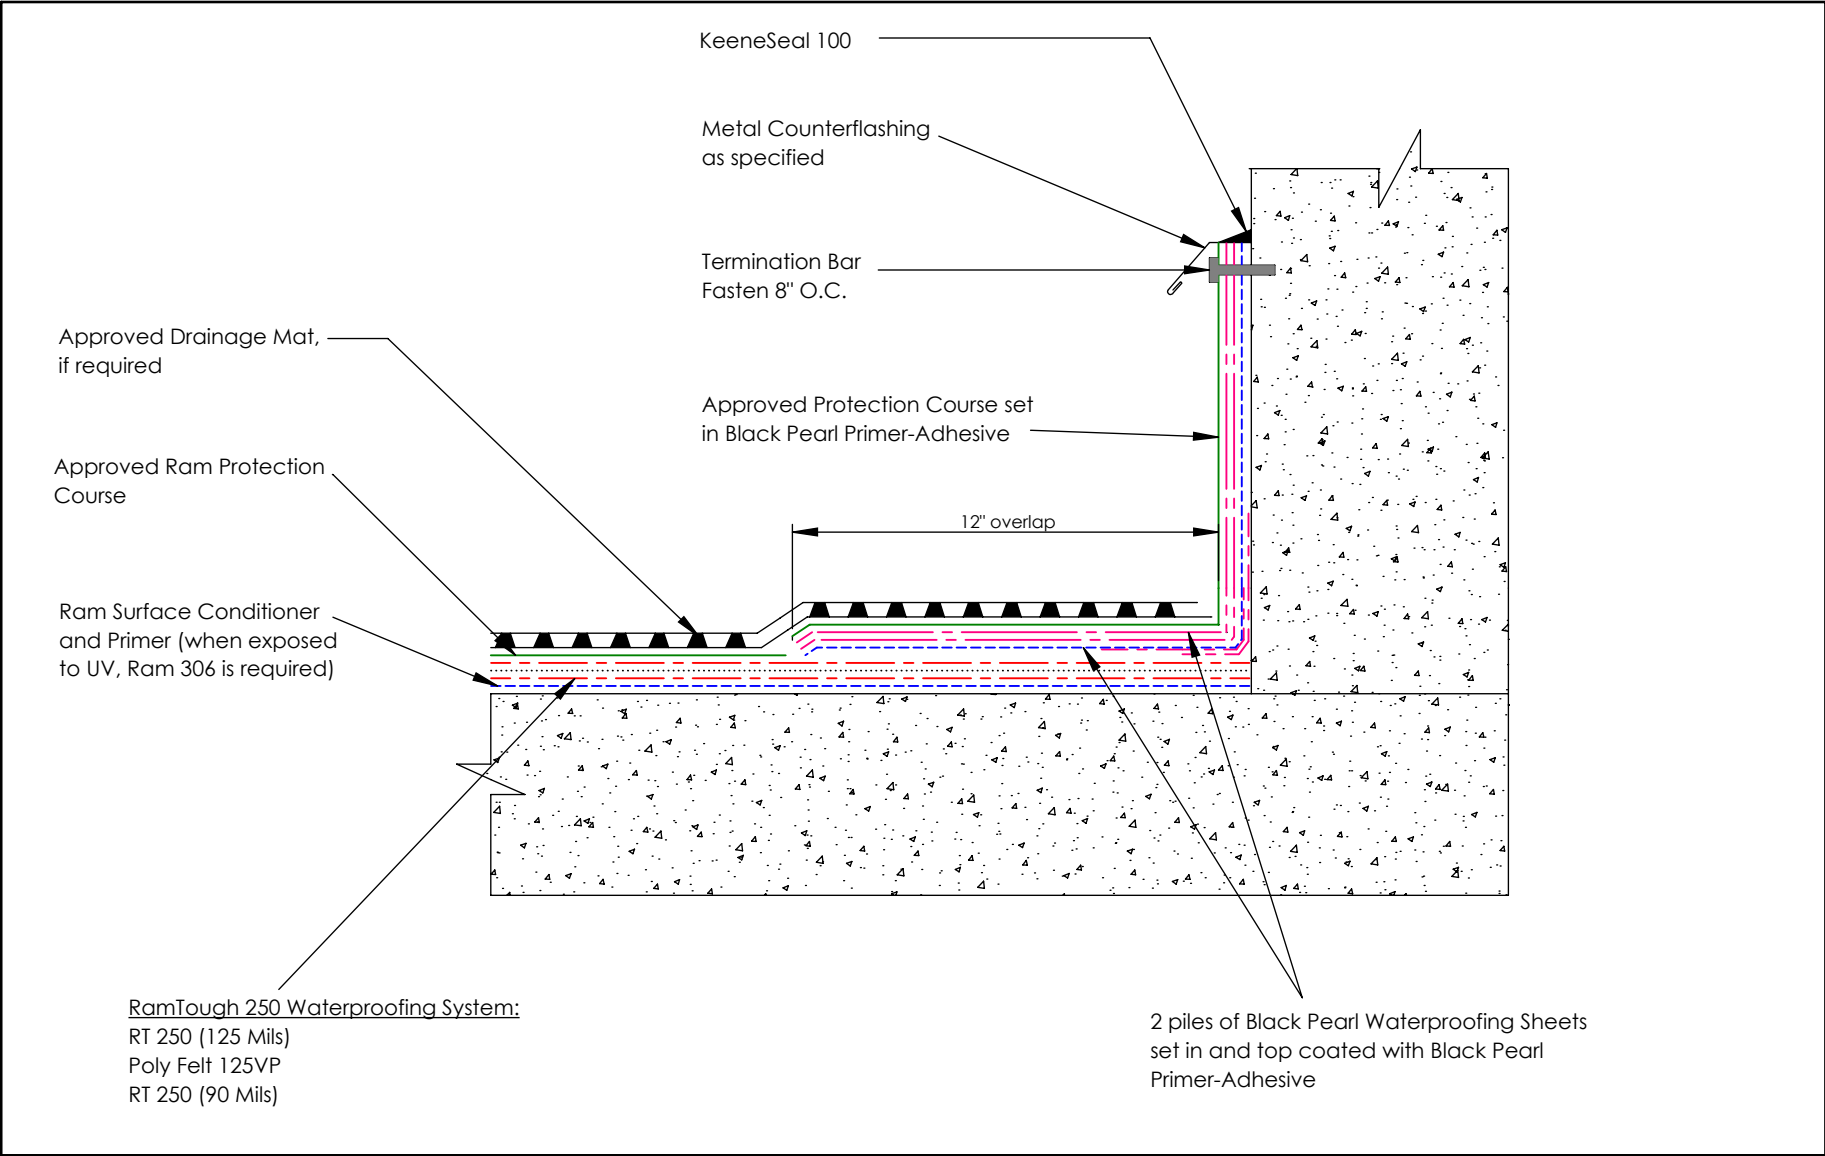 KeeneSeal 100
Metal Counterflashing
as specified
Termination Bar
Fasten 8" O.C.
Approved Drainage Mat,
if required
Approved Protection Course set
in Black Pearl Primer-Adhesive
Approved Ram Protection
Course
12" overlap
Ram Surface Conditioner
and Primer (when exposed
to UV, Ram 306 is required)
RamTough 250 Waterproofing System:
RT 250 (125 Mils)
Poly Felt 125VP
RT 250 (90 Mils)
2 piles of Black Pearl Waterproofing Sheets
set in and top coated with Black Pearl
Primer-Adhesive